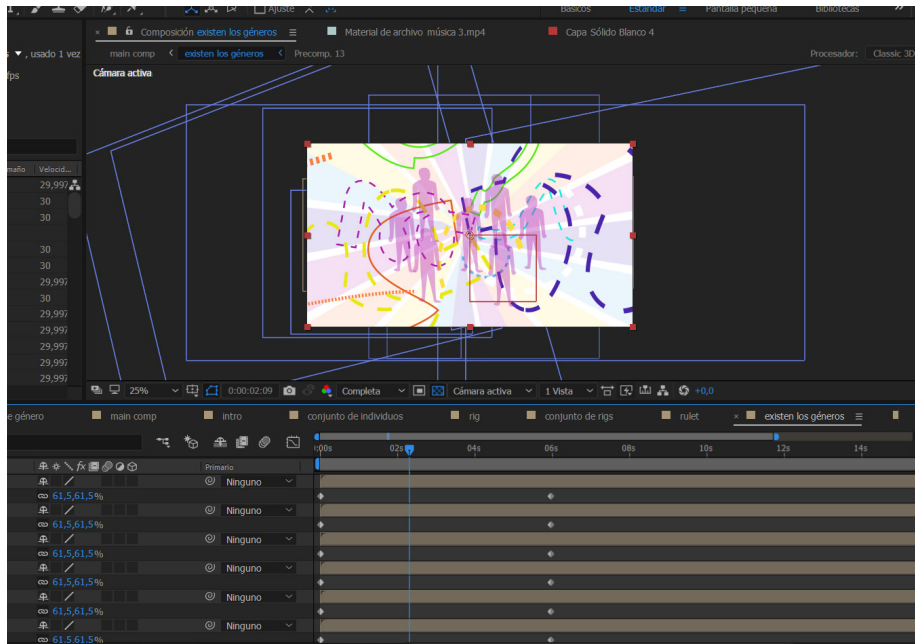 Ajuste
Básicos
Estándar
Pantalla pequeña
Bibliotecas
»
, usado 1 vez
fps
× Composición existen los géneros
Material de archivo música 3.mp4
Capa Sólido Blanco 4
main comp
existen los géneros
Precomp. 13
Procesador:
Classic 3D
Cámara activa
maño
Velocid...
29,997
30
30
30
30
29,997
30
29,997
29,997
29,997
29,997
29,997
25%
0:00:02:09
Completa
Cámara activa
1 Vista
+0,0
e género
main comp
intro
conjunto de individuos
rig
conjunto de rigs
rulet
× existen los géneros
):00s
02s
04s
06s
08s
10s
12s
14s
fx
Primario
Ninguno
61,5,61,5%
Ninguno
61,5,61,5%
Ninguno
61,5,61,5%
Ninguno
61,5,61,5%
Ninguno
61,5,61,5%
Ninguno
61,5,61,5%